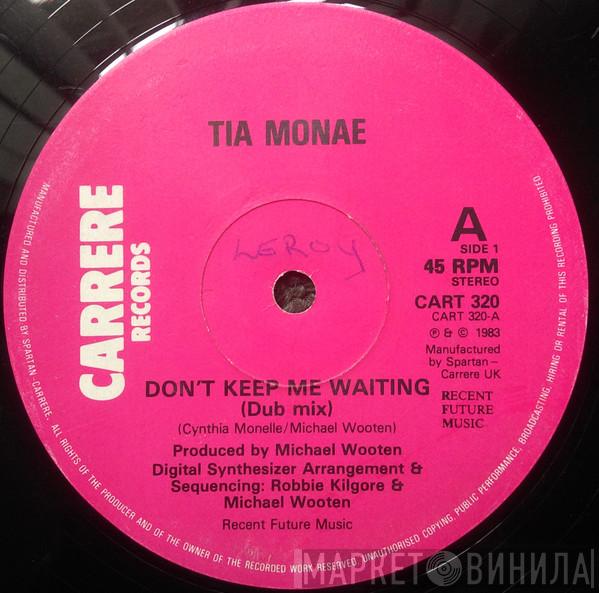 TIA MONAE
CARRERE
RECORDS
LEROY
A
SIDE 1
45 RPM
STEREO
CART 320
CART 320-A
Ⓟ & © 1983
Manufactured
by Spartan –
Carrere UK
RECENT
FUTURE
MUSIC
DON'T KEEP ME WAITING
(Dub mix)
(Cynthia Monelle/Michael Wooten)
Produced by Michael Wooten
Digital Synthesizer Arrangement &
Sequencing: Robbie Kilgore &
Michael Wooten
Recent Future Music
MANUFACTURED AND DISTRIBUTED BY SPARTAN-CARRERE. ALL RIGHTS OF THE PRODUCER AND OF THE OWNER OF THE RECORDED WORK RESERVED. UNAUTHORISED COPYING, PUBLIC PERFORMANCE, BROADCASTING, HIRING OR RENTAL OF THIS RECORDING PROHIBITED.
МАРКЕТ ВИНИЛА